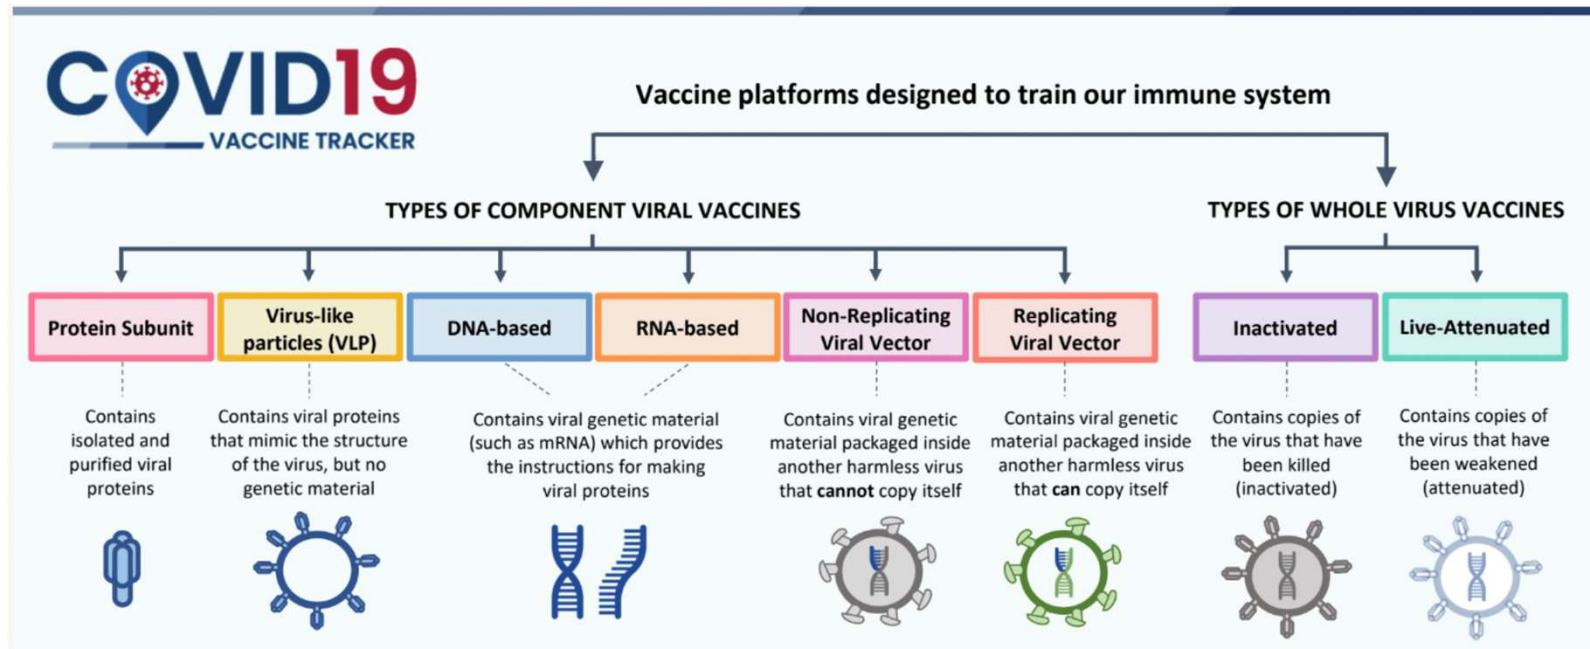 COVID19
VACCINE TRACKER
Vaccine platforms designed to train our immune system
TYPES OF COMPONENT VIRAL VACCINES
TYPES OF WHOLE VIRUS VACCINES
Protein Subunit
Contains
isolated and
purified viral
proteins
Virus-like
particles (VLP)
Contains viral proteins
that mimic the structure
of the virus, but no
genetic material
DNA-based
RNA-based
Contains viral genetic material
(such as mRNA) which provides
the instructions for making
viral proteins
Non-Replicating
Viral Vector
Contains viral genetic
material packaged inside
another harmless virus
that cannot copy itself
Replicating
Viral Vector
Contains viral genetic
material packaged inside
another harmless virus
that can copy itself
Inactivated
Contains copies of
the virus that have
been killed
(inactivated)
Live-Attenuated
Contains copies of
the virus that have
been weakened
(attenuated)